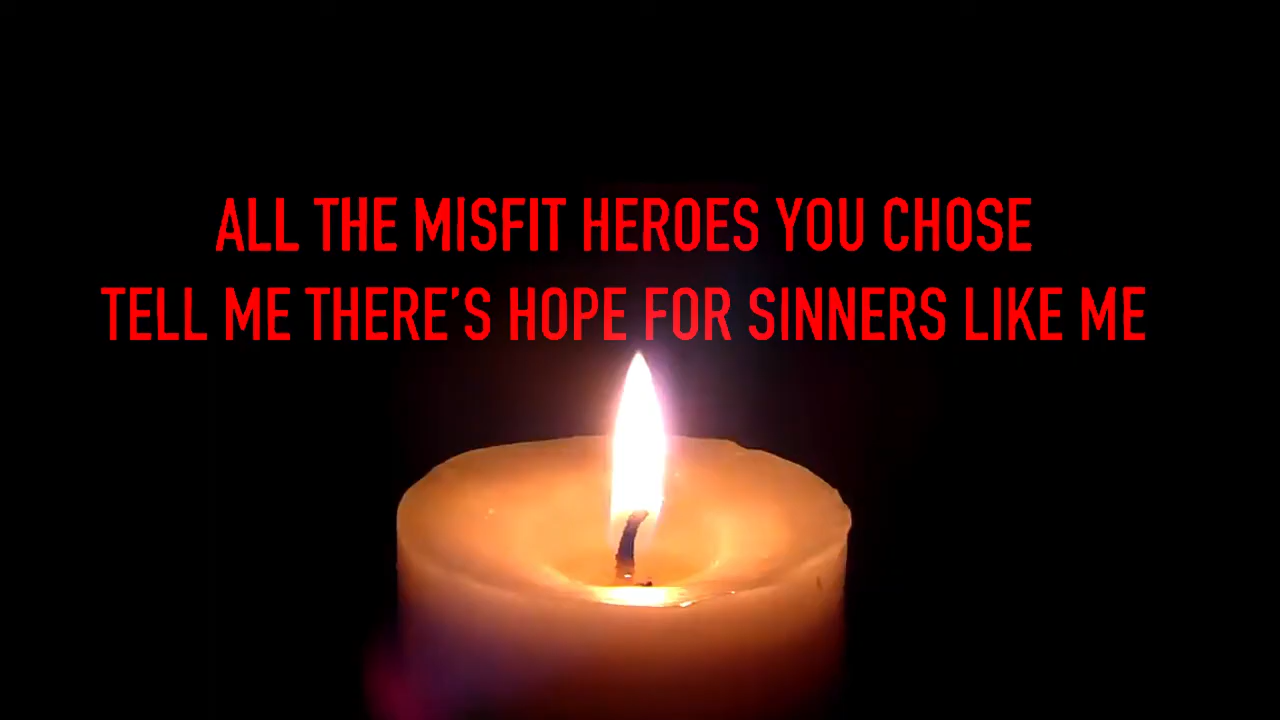 ALL THE MISFIT HEROES YOU CHOSE
TELL ME THERE’S HOPE FOR SINNERS LIKE ME